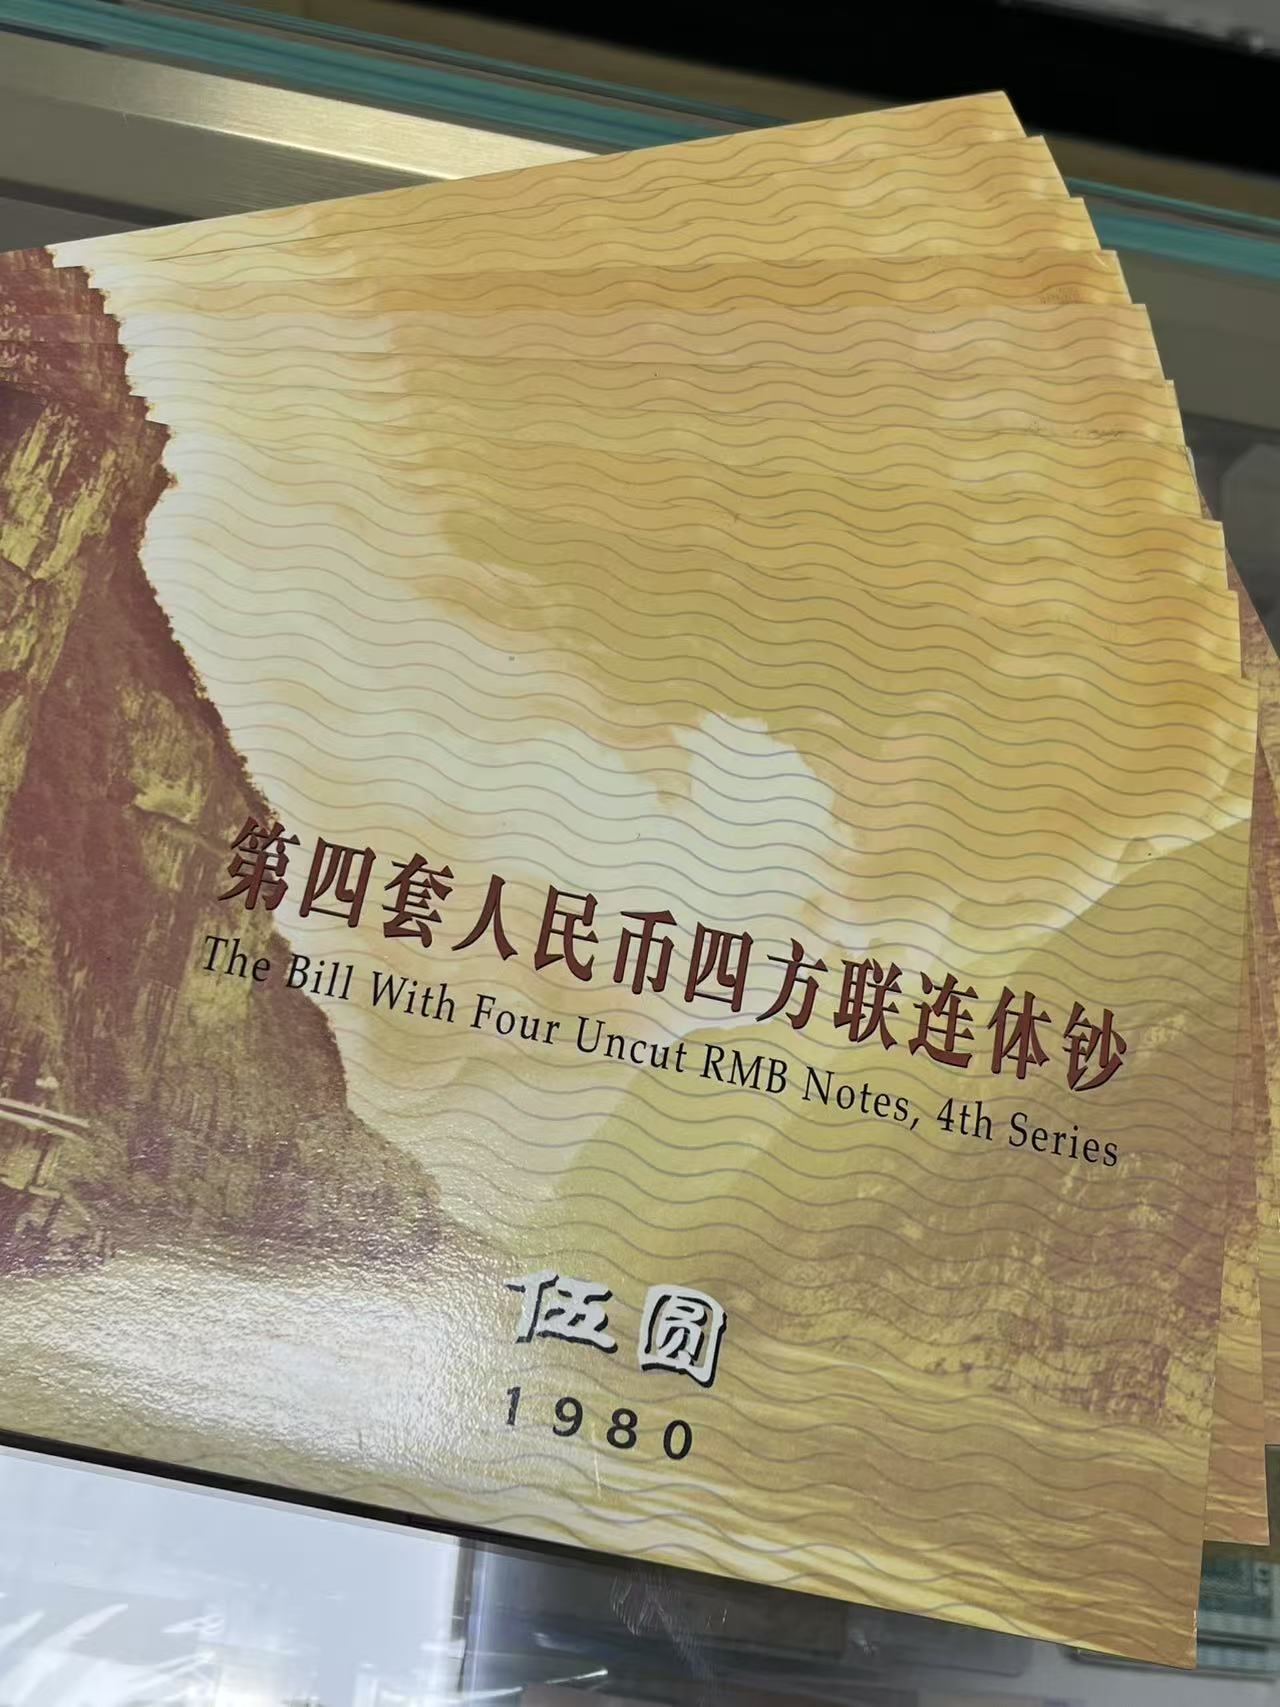 第四套人民币四方联连体钞
The Bill With Four Uncut RMB Notes, 4th Series
伍圆
1980